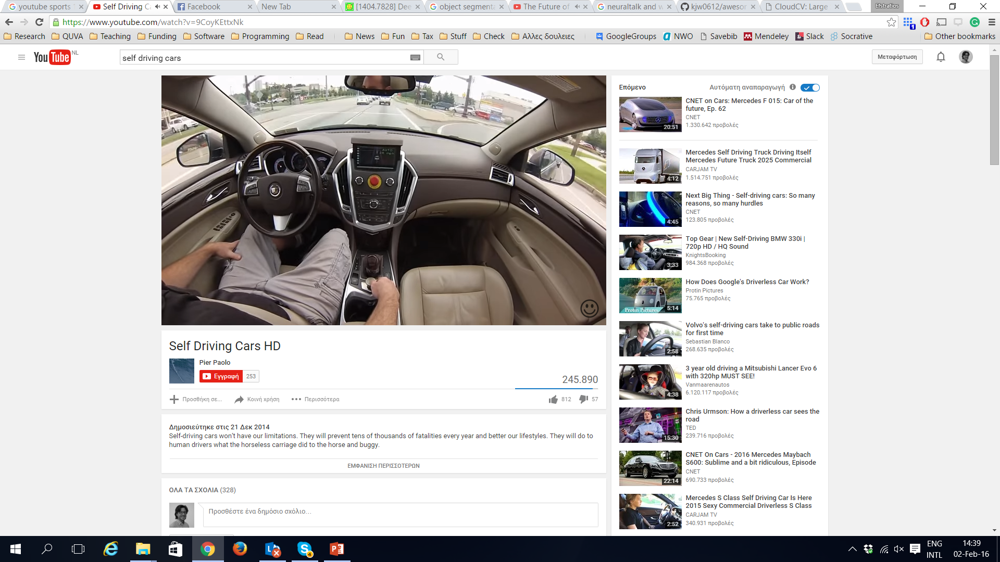 youtube sports
Self Driving C
Facebook
New Tab
[1404.7828] Dee
object segment
The Future of
neuraltalk and w
kjw0612/aweso
CloudCV: Large
Efstratios
https://www.youtube.com/watch?v=9CoyKEttxNk
1
Research
QUVA
Teaching
Funding
Software
Programming
Read
News
Fun
Tax
Stuff
Check
Αλλες δουλειες
GoogleGroups
NWO
Savebib
Mendeley
Slack
Socrative
Other bookmarks
YouTube NL
self driving cars
Μεταφόρτωση
AUTO
26 mph
Self Driving Cars HD
Pier Paolo
Εγγραφή 253
245.890
Προσθήκη σε... Κοινή χρήση Περισσότερα 812 57
Δημοσιεύτηκε στις 21 Δεκ 2014
Self-driving cars won't have our limitations. They will prevent tens of thousands of fatalities every year and better our lifestyles. They will do to
human drivers what the horseless carriage did to the horse and buggy.
ΕΜΦΑΝΙΣΗ ΠΕΡΙΣΣΟΤΕΡΩΝ
ΟΛΑ ΤΑ ΣΧΟΛΙΑ (328)
Προσθέστε ένα δημόσιο σχόλιο...
Επόμενο Αυτόματη αναπαραγωγή
CNET on Cars: Mercedes F 015: Car of the
future, Ep. 62
CNET
1.330.642 προβολές
20:51
Mercedes Self Driving Truck Driving Itself
Mercedes Future Truck 2025 Commercial
CARJAM TV
1.514.751 προβολές
4:12
Next Big Thing - Self-driving cars: So many
reasons, so many hurdles
CNET
123.805 προβολές
4:45
Top Gear | New Self-Driving BMW 330i |
720p HD / HQ Sound
KnightsBooking
984.368 προβολές
3:33
How Does Google's Driverless Car Work?
Protin Pictures
75.765 προβολές
Protin Pictures
5:14
Volvo's self-driving cars take to public roads
for first time
Sebastian Blanco
268.635 προβολές
2:58
3 year old driving a Mitsubishi Lancer Evo 6
with 320hp MUST SEE!
Vanmaarenautos
6.120.117 προβολές
4:38
Chris Urmson: How a driverless car sees the
road
TED
239.716 προβολές
15:30
CNET On Cars - 2016 Mercedes Maybach
S600: Sublime and a bit ridiculous, Episode
CNET
690.733 προβολές
22:14
Mercedes S Class Self Driving Car Is Here
2015 Sexy Commercial Driverless S Class
CARJAM TV
340.931 προβολές
2:52
4
ENG
INTL
14:39
02-Feb-16